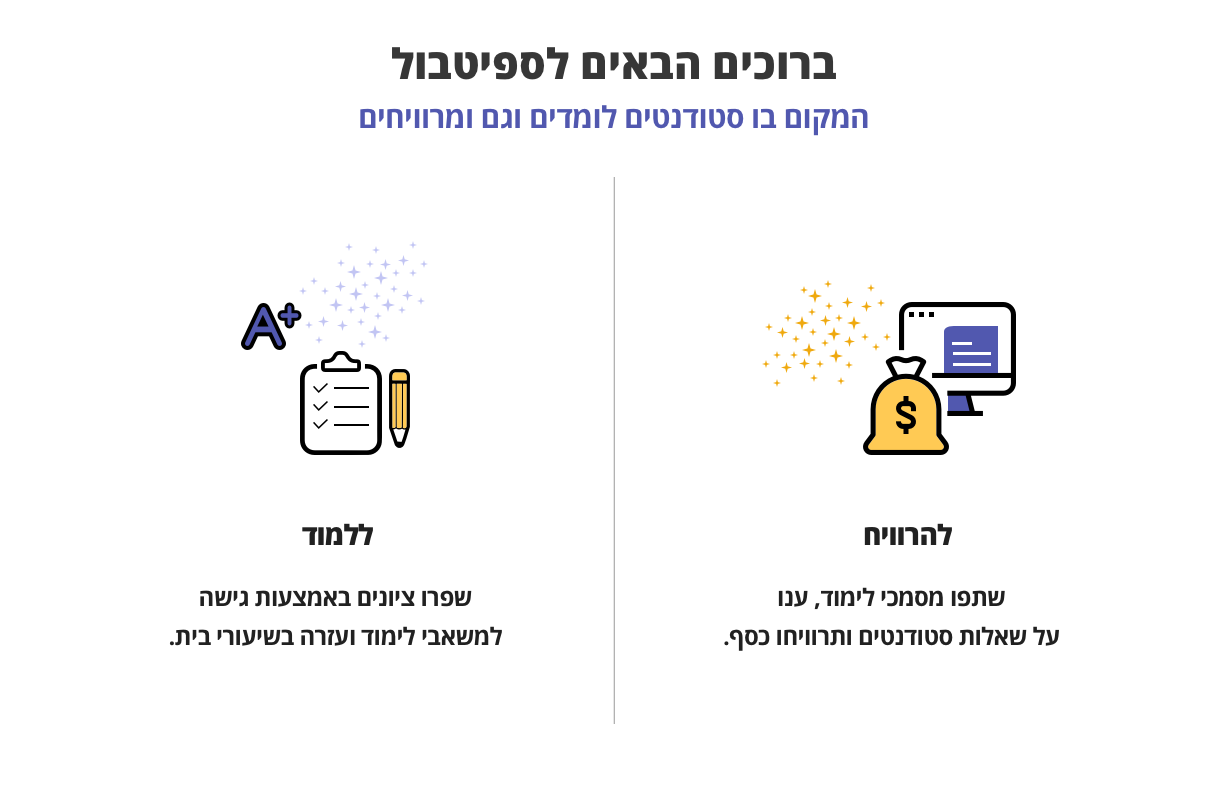 ברוכים הבאים לספיטבול
המקום בו סטודנטים לומדים וגם ומרוויחים
$
להרוויח
שתפו מסמכי לימוד, ענו
על שאלות סטודנטים ותרוויחו כסף.
A+
ללמוד
שפרו ציונים באמצעות גישה
למשאבי לימוד ועזרה בשיעורי בית.